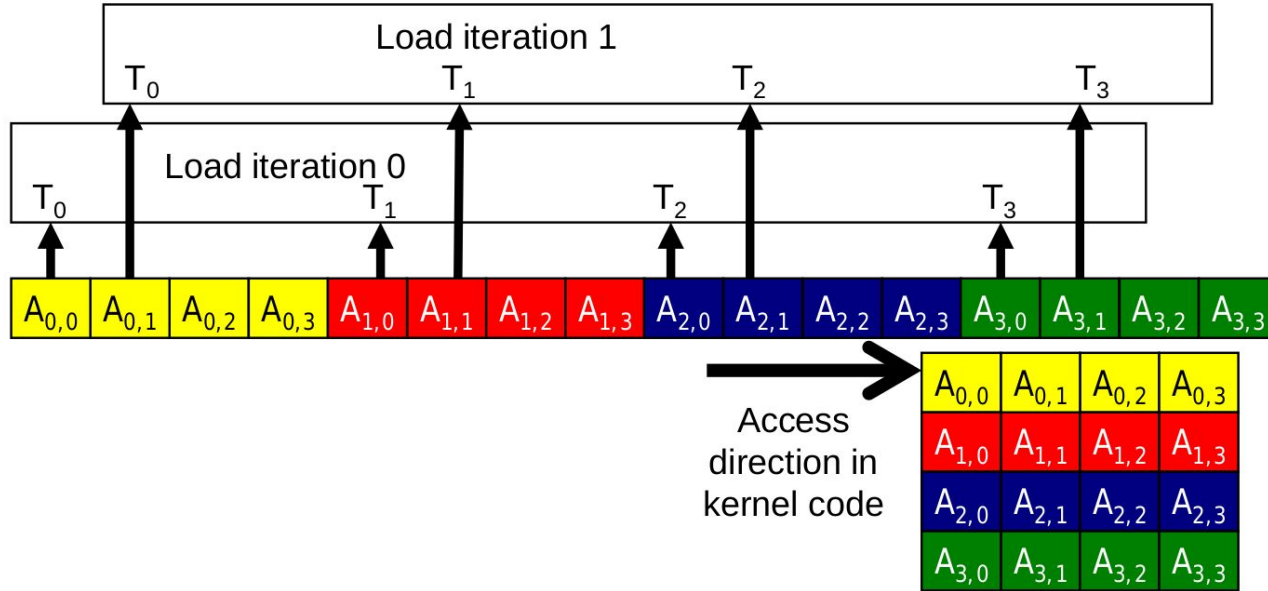 Load iteration 1
T0 T1 T2 T3
Load iteration 0
T0 T1 T2 T3
A0,0 A0,1 A0,2 A0,3 A1,0 A1,1 A1,2 A1,3 A2,0 A2,1 A2,2 A2,3 A3,0 A3,1 A3,2 A3,3
Access
direction in
kernel code
A0,0 A0,1 A0,2 A0,3
A1,0 A1,1 A1,2 A1,3
A2,0 A2,1 A2,2 A2,3
A3,0 A3,1 A3,2 A3,3